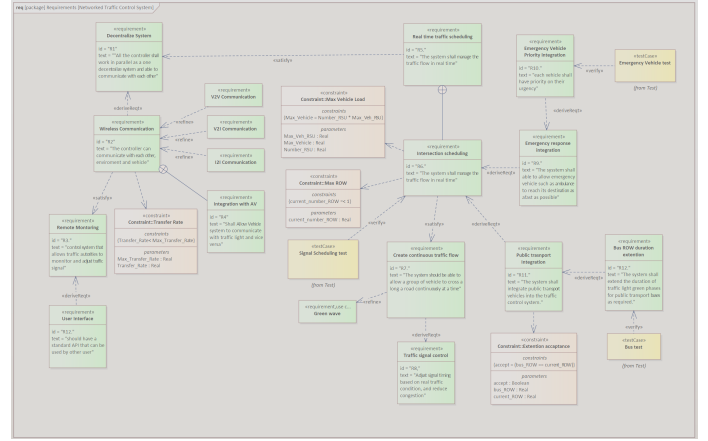 req [package] Requirements [Networked Traffic Control System]
«requirement»
Decentralise System
id = "R1"
text = ""All the controller shall
work in parallel as a one
decentralise system and able to
communicate with each other"
«requirement»
Real time traffic scheduling
id = "R5."
text = "The system shall manage the
traffic flow in real time"
«satisfy»
«requirement»
Emergency Vehicle
Priority Integration
id = "R10."
text = "each vehicle shall
have priority on their
urgency"
«testCase»
Emergency Vehicle test
(from Test)
«verify»
«deriveReqt»
«requirement»
V2V Communication
«requirement»
V2I Communication
«requirement»
I2I Communication
«refine»
«refine»
«refine»
«deriveReqt»
«requirement»
Wireless Communication
id = "R2"
text = "The controller can
communicate with each other,
enviroment and vehicle"
«constraint»
Constraint::Max Vehicle Load
constraints
{Max_Vehicle = Number_RSU * Max_Veh_RSU}
parameters
Max_Veh_RSU : Real
Max_Vehicle : Real
Number_RSU : Real
«requirement»
Intersection scheduling
id = "R6."
text = "The system shall manage the
traffic flow in real time"
«requirement»
Emergency response
Integration
id = "R9."
text = "The system shall
able to allow emergency
vehicle such as ambulance
to reach its destination as
afast as possible"
«deriveReqt»
«constraint»
Constraint::Max ROW
constraints
{current_number_ROW =< 1}
parameters
current_number_ROW : Real
«requirement»
Integration with AV
id = "R4"
text = "Shall Allow Vehicle
system to communicate
with traffic light and vice
versa"
«satisfy»
«requirement»
Remote Monitoring
id = "R3."
text = "control system that
allows traffic autorities to
monitor and adjust traffic
signal"
«constraint»
Constraint::Transfer Rate
constraints
{Transfer_Rate<Max_Transfer_Rate}
parameters
Max_Transfer_Rate : Real
Transfer_Rate : Real
«verify»
«satisfy»
«deriveReqt»
«testCase»
Signal Scheduling test
(from Test)
«requirement»
Create continuous traffic flow
id = "R7."
text = "The system should be able to
allow a group of vehicle to cross a
long a road continuosly at a time"
«requirement»
Public transport
Integration
id = "R11."
text = "The system shall
integrate public transport
vehicles into the traffic
control system."
«requirement»
Bus ROW duration
extention
id = "R12."
text = "The system shall
extend the duration of
traffic light green phases
for public transport buses
as required."
«deriveReqt»
«deriveReqt»
«requirement»
User Interface
id = "R12."
text = "should have a
standard API that can be
used by other user"
«requirement,use c...
Green wave
«refine»
«deriveReqt»
«requirement»
Traffic signal control
id = "R8."
text = "Adjust signal timing
based on real traffic
condition, and reduce
congestion"
«deriveReqt»
«constraint»
Constraint::Extention acceptance
constraints
{accept = (bus_ROW == current_ROW)}
parameters
accept : Boolean
bus_ROW : Real
current_ROW : Real
«verify»
«testCase»
Bus test
(from Test)